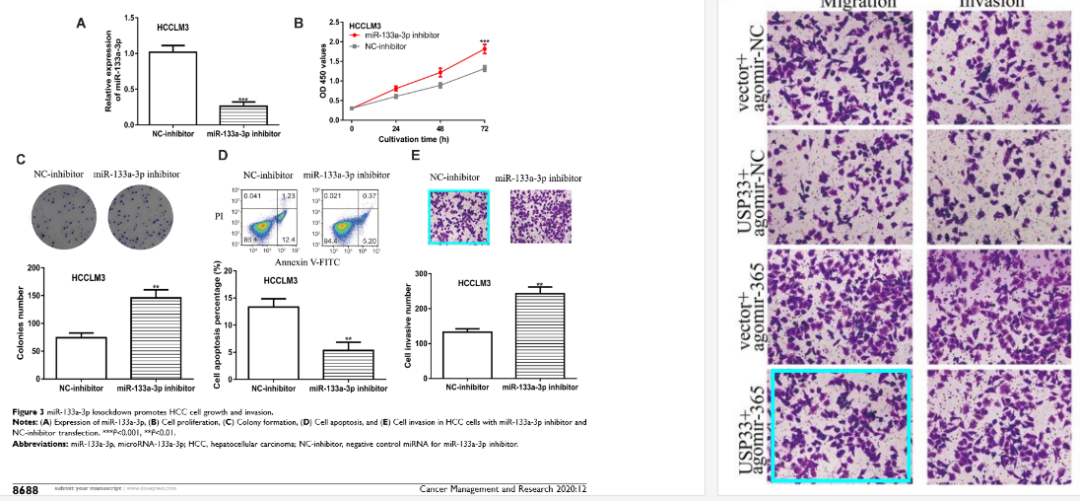 A
HCCLM3
Relative expression
of miR-133a-3p
1.5
1.0
0.5
0.0
***
NC-inhibitor
miR-133a-3p inhibitor
B
HCCLM3
miR-133a-3p inhibitor
NC-inhibitor
OD 450 values
2.5
2.0
1.5
1.0
0.5
0.0
***
0
24
48
72
Cultivation time (h)
C
NC-inhibitor
miR-133a-3p inhibitor
HCCLM3
Colonies number
200
150
100
50
0
**
NC-inhibitor
miR-133a-3p inhibitor
D
NC-inhibitor
miR-133a-3p inhibitor
PI
0.041
1.23
12.4
0.021
0.37
94.4
5.20
Annexin V-FITC
HCCLM3
Cell apoptosis percentage (%)
20
15
10
5
0
**
NC-inhibitor
miR-133a-3p inhibitor
E
NC-inhibitor
miR-133a-3p inhibitor
HCCLM3
Cell invasive number
300
200
100
0
**
NC-inhibitor
miR-133a-3p inhibitor
Figure 3 miR-133a-3p knockdown promotes HCC cell growth and invasion.
Notes: (A) Expression of miR-133a-3p, (B) Cell proliferation, (C) Colony formation, (D) Cell apoptosis, and (E) Cell invasion in HCC cells with miR-133a-3p inhibitor and
NC-inhibitor transfection. ***P<0.001, **P<0.01.
Abbreviations: miR-133a-3p, microRNA-133a-3p; HCC, hepatocellular carcinoma; NC-inhibitor, negative control miRNA for miR-133a-3p inhibitor.
8688
submit your manuscript | www.dovepress.com
Cancer Management and Research 2020:12
Migration
Invasion
vector+
agomir-NC
USP33+
agomir-NC
vector+
agomir-365
USP33+
agomir-365